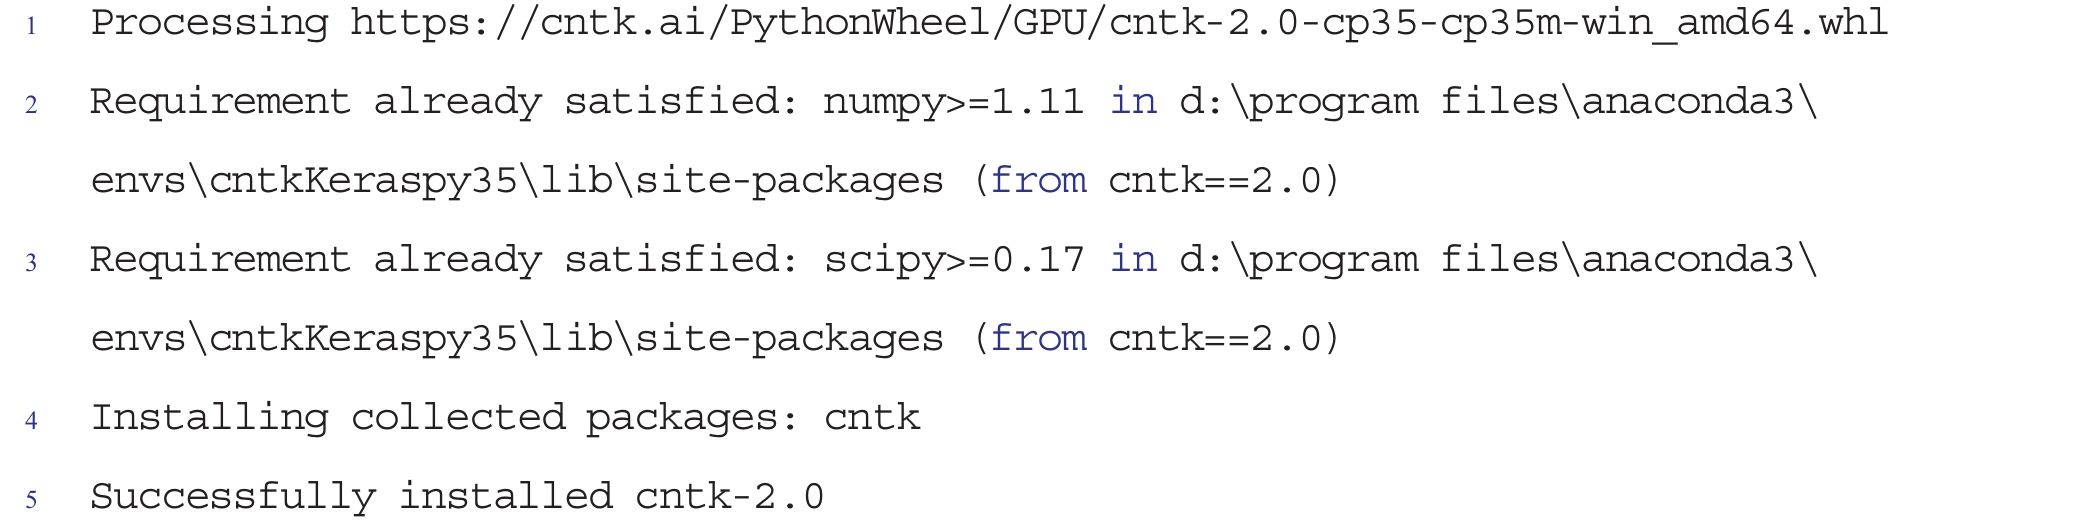 1 Processing https://cntk.ai/PythonWheel/GPU/cntk-2.0-cp35-cp35m-win_amd64.whl
2 Requirement already satisfied: numpy>=1.11 in d:\program files\anaconda3\
envs\cntkKeraspy35\lib\site-packages (from cntk==2.0)
3 Requirement already satisfied: scipy>=0.17 in d:\program files\anaconda3\
envs\cntkKeraspy35\lib\site-packages (from cntk==2.0)
4 Installing collected packages: cntk
5 Successfully installed cntk-2.0